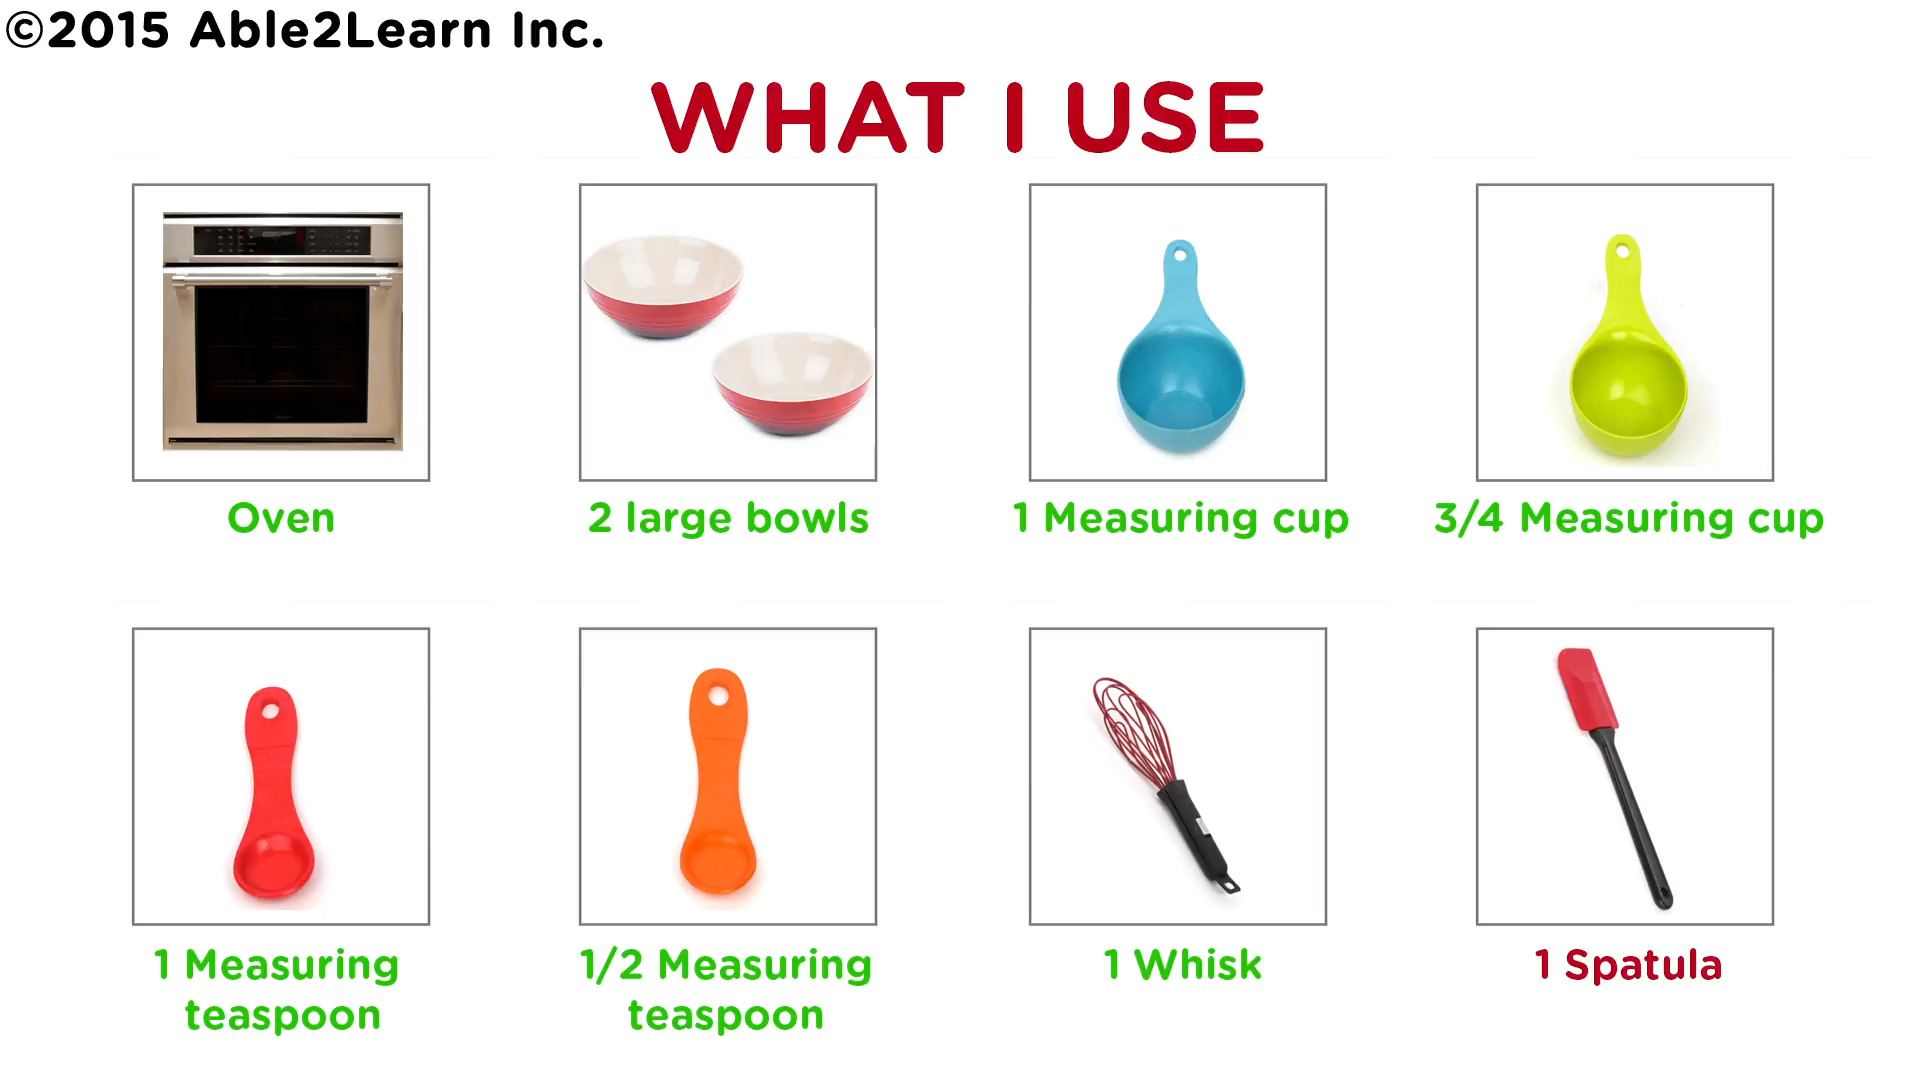 ©2015 Able2Learn Inc.
WHAT I USE
Oven
2 large bowls
1 Measuring cup
3/4 Measuring cup
1 Measuring
teaspoon
1/2 Measuring
teaspoon
1 Whisk
1 Spatula